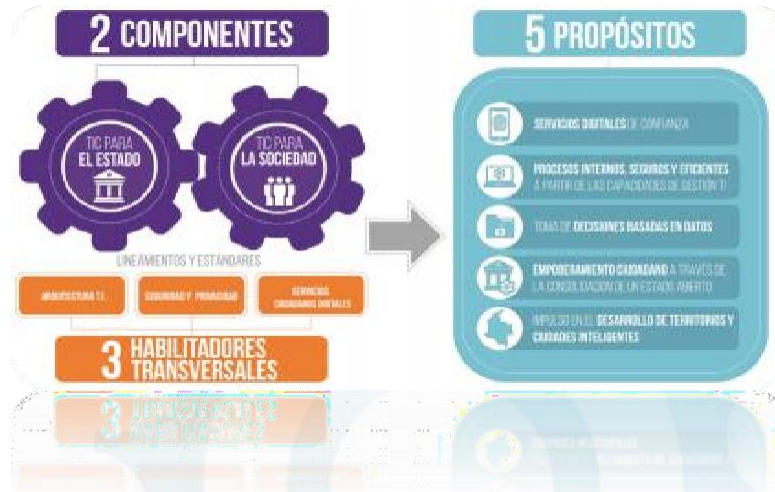 2 COMPONENTES
TIC PARA
EL ESTADO
TIC PARA
LA SOCIEDAD
LINEAMIENTOS Y ESTÁNDARES
ARQUITECTURA T.I.
SEGURIDAD Y PRIVACIDAD
SERVICIOS
CIUDADANOS DIGITALES
3 HABILITADORES
TRANSVERSALES
5 PROPÓSITOS
SERVICIOS DIGITALES DE CONFIANZA
PROCESOS INTERNOS, SEGUROS Y EFICIENTES
A PARTIR DE LAS CAPACIDADES DE GESTIÓN TI
TOMA DE DECISIONES BASADAS EN DATOS
EMPODERAMIENTO CIUDADANO A TRAVÉS DE
LA CONSOLIDACIÓN DE UN ESTADO ABIERTO
IMPULSO EN EL DESARROLLO DE TERRITORIOS Y
CIUDADES INTELIGENTES